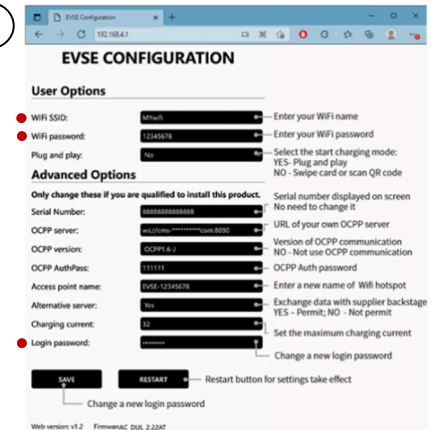 EVSE Configuration
192.168.4.1
EVSE CONFIGURATION
User Options
WiFi SSID:
MYwifi
Enter your WiFi name
WiFi password:
12345678
Enter your WiFi password
Plug and play:
No
Select the start charging mode:
YES- Plug and play
NO - Swipe card or scan QR code
Advanced Options
Only change these if you are qualified to install this product.
Serial Number:
88888888888888
Serial number displayed on screen
No need to change it
OCPP server:
ws//cms-**********com:8090
URL of your own OCPP server
OCPP version:
OCPP1.6-J
Version of OCPP communication
NO - Not use OCPP communication
OCPP AuthPass:
111111
OCPP Auth password
Access point name:
EVSE-12345678
Enter a new name of Wifi hotspot
Alternative server:
Yes
Exchange data with supplier backstage
YES – Permit; NO - Not permit
Charging current:
32
Set the maximum charging current
Login password:
********
Change a new login password
SAVE
RESTART
Restart button for settings take effect
Change a new login password
Web version: v1.2 FirmwanAC_DUL_2.22AT